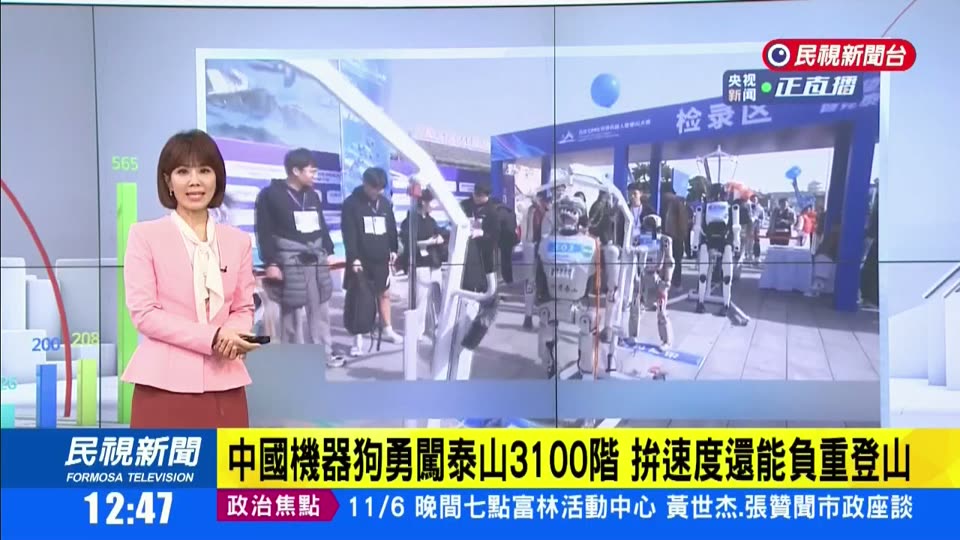 民視新聞台
央视
新闻
正直播
检录区
565
208
200
26
中國機器狗勇闖泰山3100階 拚速度還能負重登山
民視新聞
FORMOSA TELEVISION
12:47
政治焦點
11/6 晚間七點富林活動中心 黃世杰.張贊聞市政座談